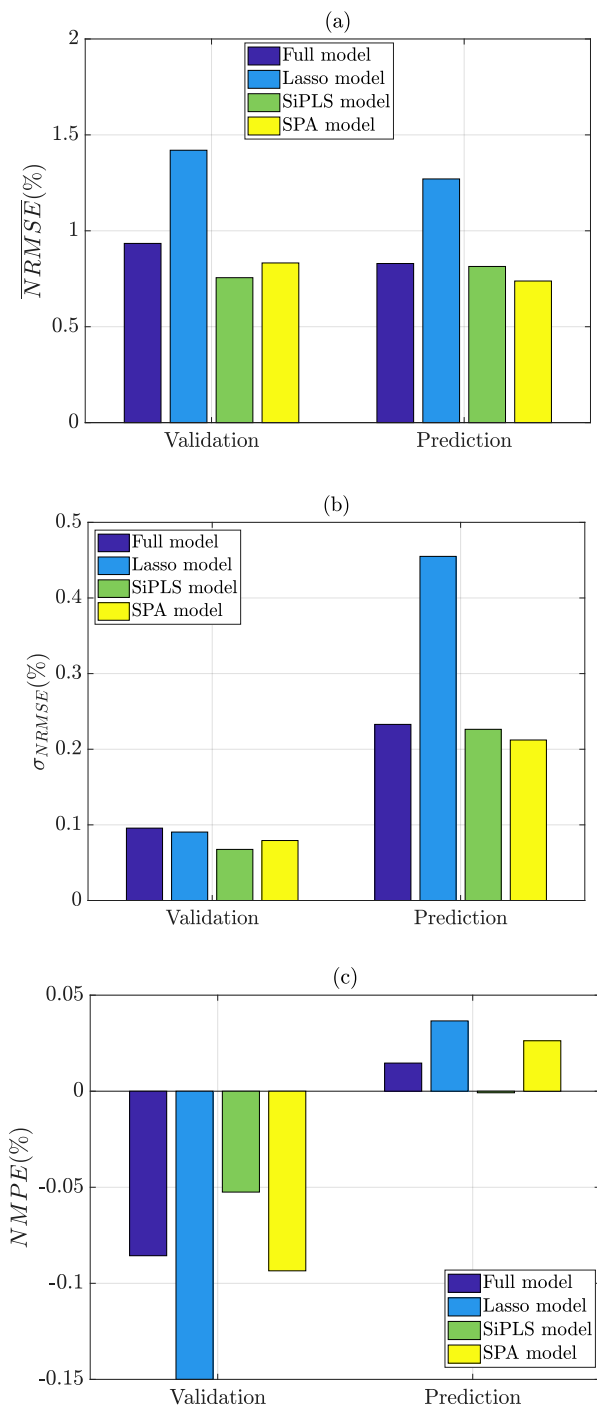 (a)
2
1.5
1
0.5
0
NRMSE(%)
Full model
Lasso model
SiPLS model
SPA model
Validation Prediction
(b)
0.5
0.4
0.3
0.2
0.1
0
σNRMSE(%)
Full model
Lasso model
SiPLS model
SPA model
Validation Prediction
(c)
0.05
0
-0.05
-0.1
-0.15
NMPE(%)
Full model
Lasso model
SiPLS model
SPA model
Validation Prediction